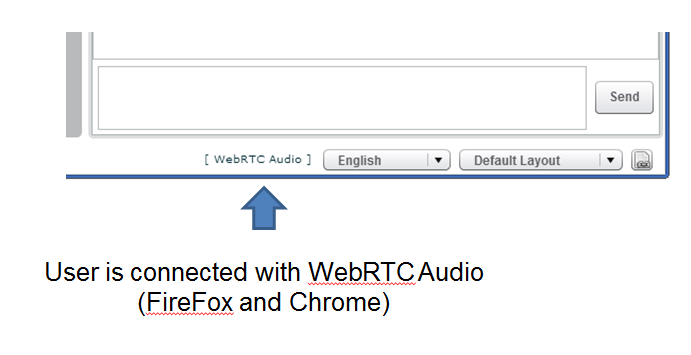 Send
[ WebRTC Audio ] English Default Layout
User is connected with WebRTC Audio
(FireFox and Chrome)